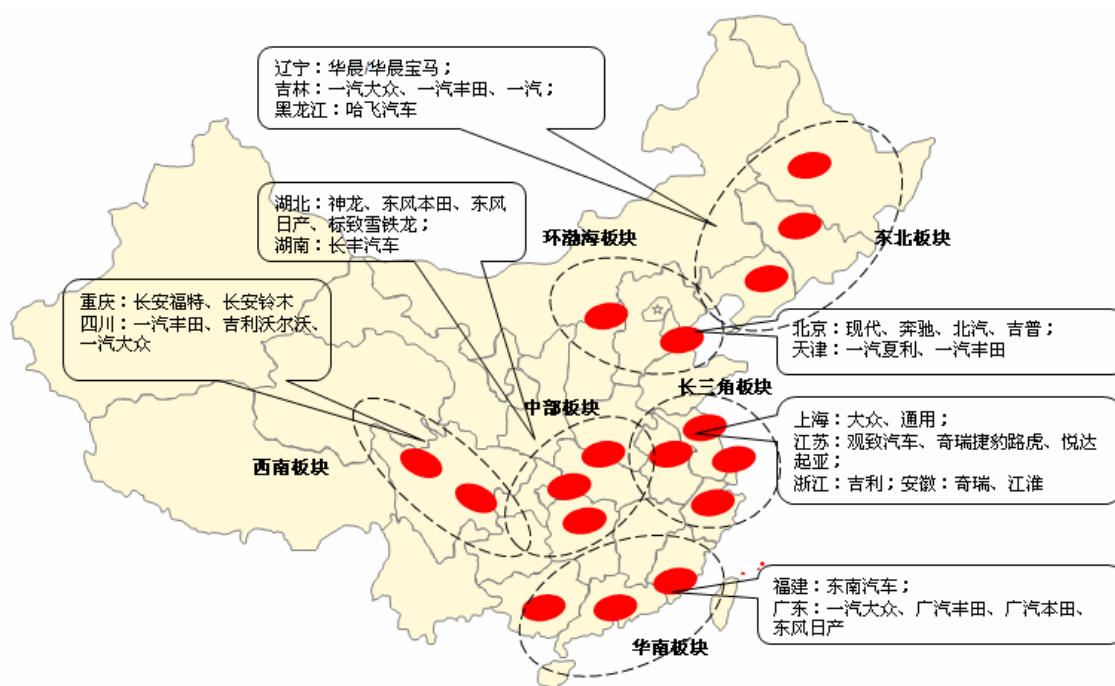 辽宁：华晨/华晨宝马；
吉林：一汽大众、一汽丰田、一汽；
黑龙江：哈飞汽车
湖北：神龙、东风本田、东风
日产、标致雪铁龙；
湖南：长丰汽车
环渤海板块
东北板块
重庆：长安福特、长安铃木
四川：一汽丰田、吉利沃尔沃、
一汽大众
北京：现代、奔驰、北汽、吉普；
天津：一汽夏利、一汽丰田
长三角板块
中部板块
上海：大众、通用；
江苏：观致汽车、奇瑞捷豹路虎、悦达
起亚；
浙江：吉利；安徽：奇瑞、江淮
西南板块
福建：东南汽车；
广东：一汽大众、广汽丰田、广汽本田、
东风日产
华南板块